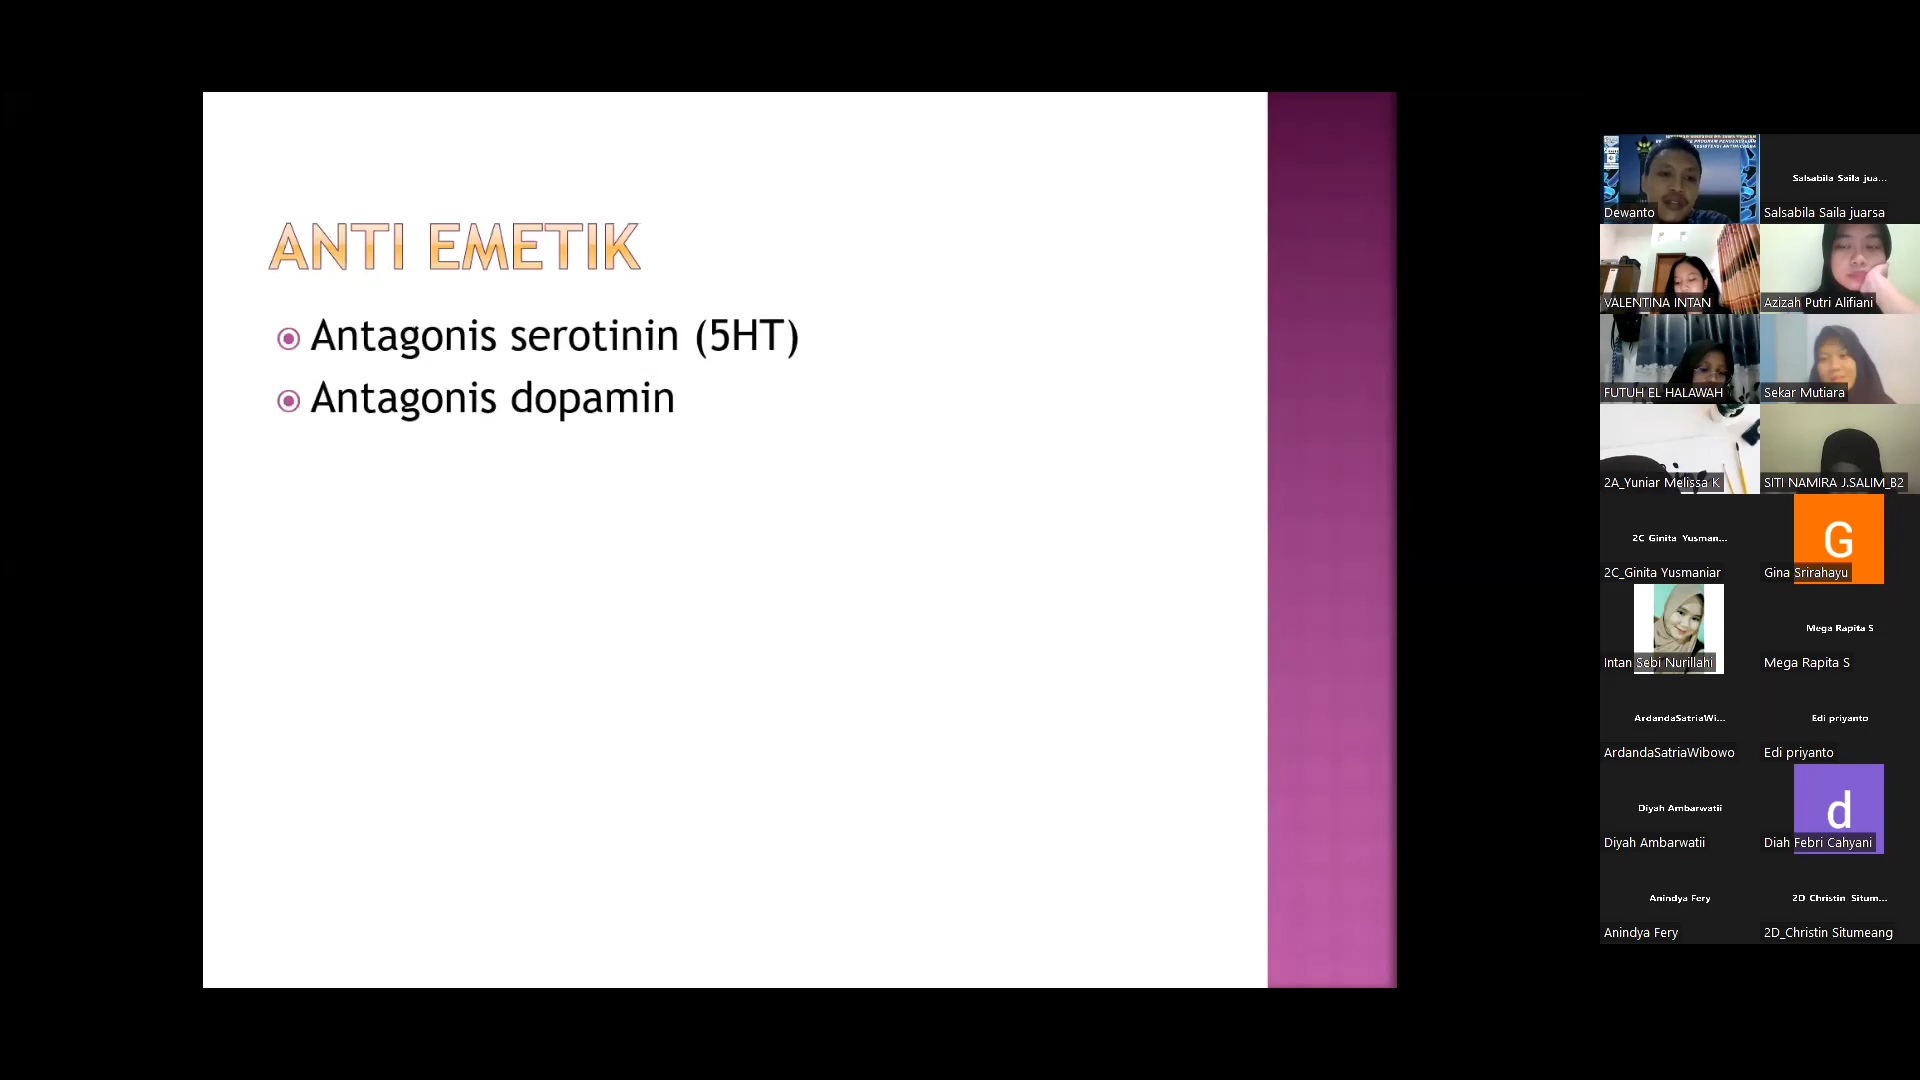 ANTI EMETIK
Antagonis serotinin (5HT)
Antagonis dopamin
Dewanto
Salsabila Saila jua...
Salsabila Saila juarsa
VALENTINA INTAN
Azizah Putri Alifiani
FUTUH EL HALAWAH
Sekar Mutiara
2A_Yuniar Melissa K
SITI NAMIRA J.SALIM_B2
2C Ginita Yusman...
2C_Ginita Yusmaniar
G
Gina Srirahayu
Intan Sebi Nurillahi
Mega Rapita S
Mega Rapita S
ArdandaSatriaWi...
ArdandaSatriaWibowo
Edi priyanto
Edi priyanto
Diyah Ambarwatii
Diyah Ambarwatii
d
Diah Febri Cahyani
Anindya Fery
Anindya Fery
2D Christin Situm...
2D_Christin Situmeang